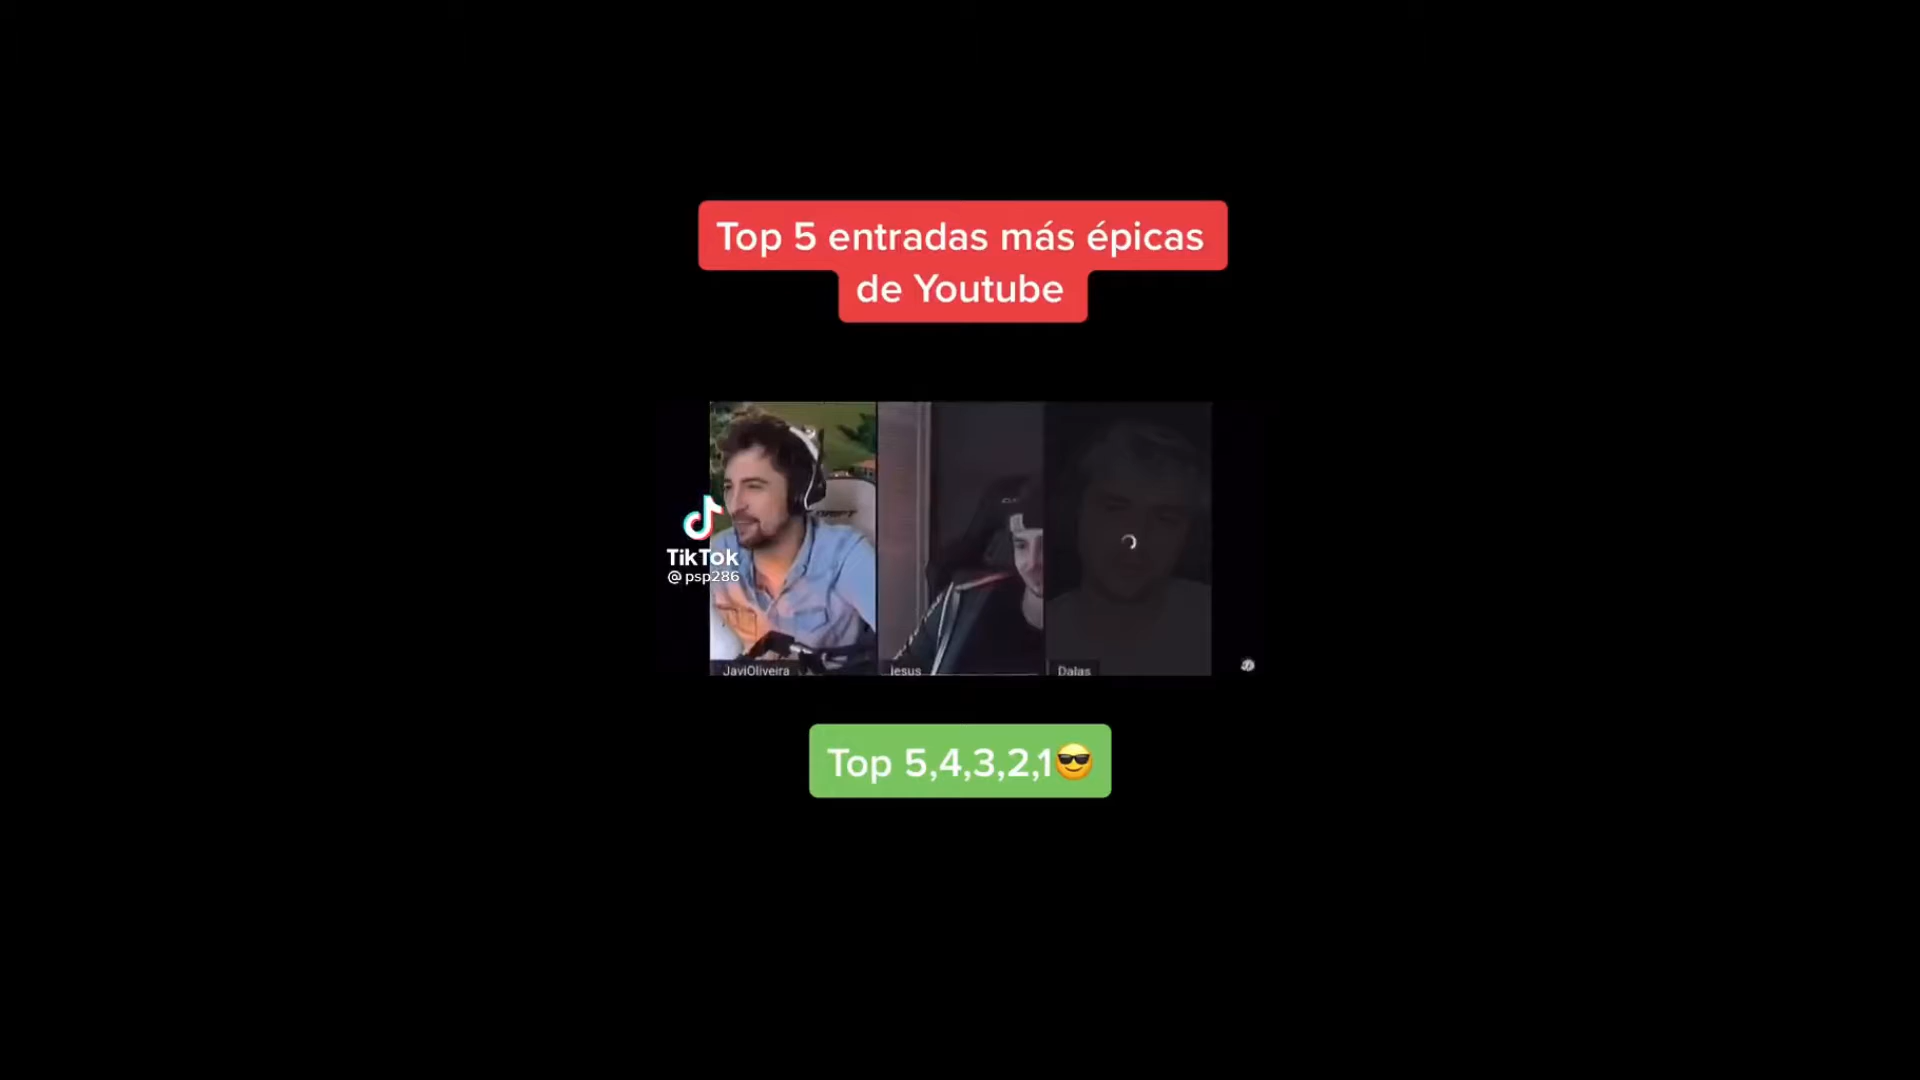 Top 5 entradas más épicas
de Youtube
TikTok
@psp286
JaviOliveira
jesus
Dalas
Top 5,4,3,2,1😎